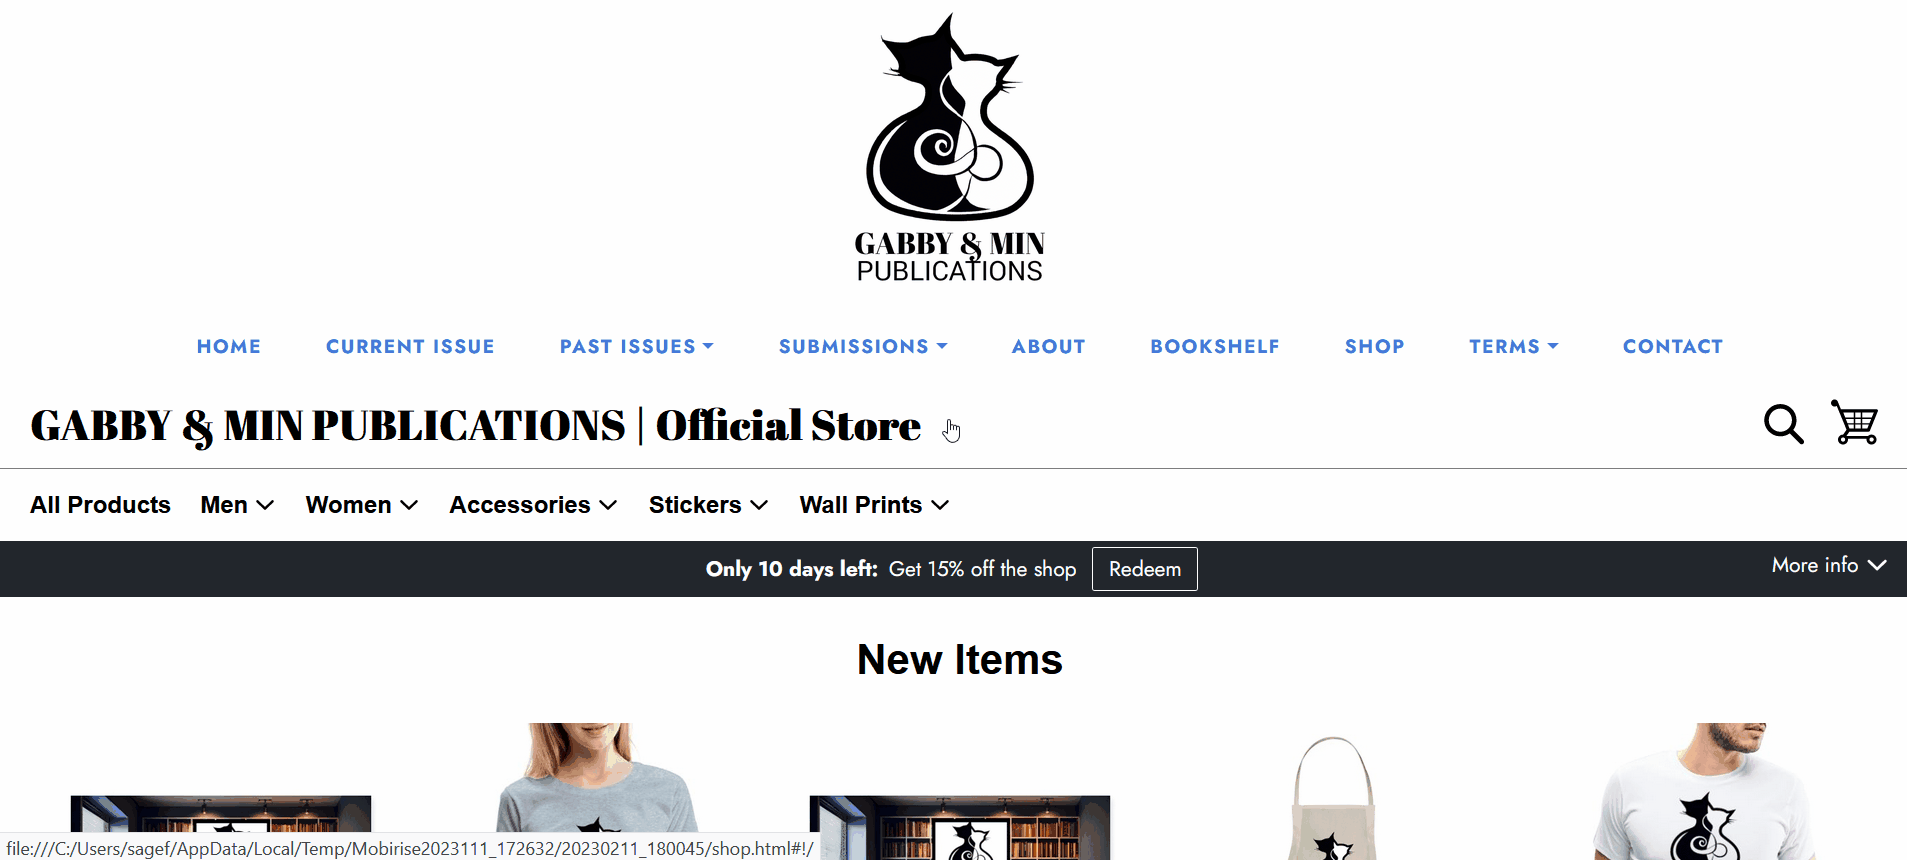 GABBY & MIN
PUBLICATIONS
HOME CURRENT ISSUE PAST ISSUES SUBMISSIONS ABOUT BOOKSHELF SHOP TERMS CONTACT
GABBY & MIN PUBLICATIONS | Official Store
All Products Men Women Accessories Stickers Wall Prints
Only 10 days left: Get 15% off the shop Redeem More info
New Items
file:///C:/Users/sagef/AppData/Local/Temp/Mobirise2023111_172632/20230211_180045/shop.html#!/